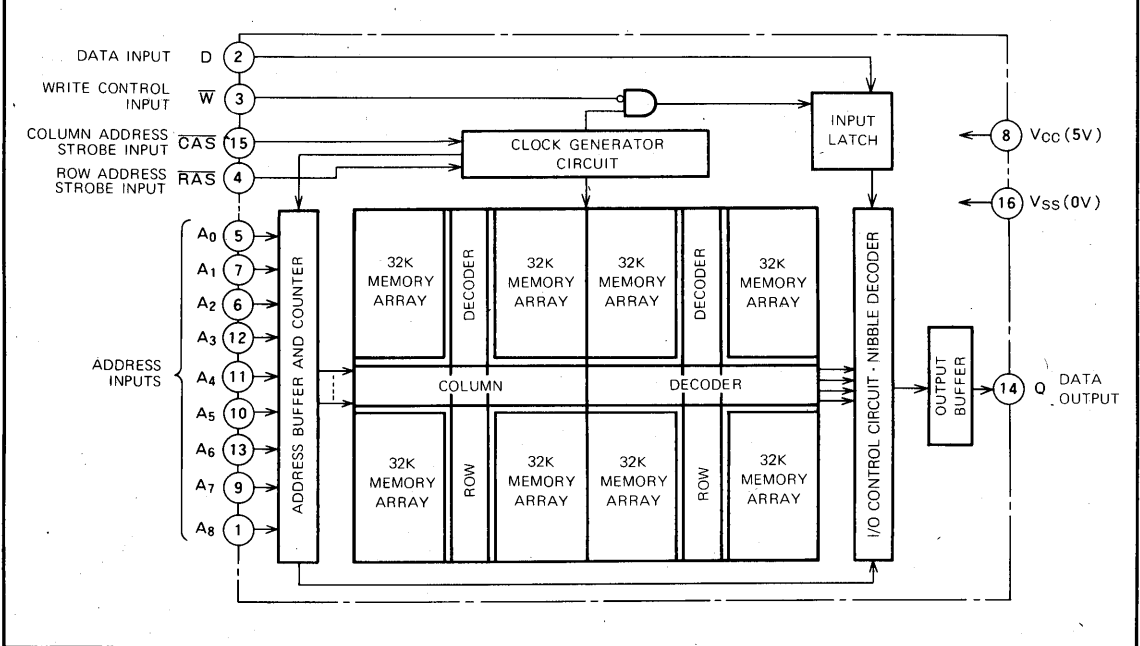 DATA INPUT D 2
WRITE CONTROL
INPUT W̅ 3
COLUMN ADDRESS
STROBE INPUT C̅A̅S̅ 15
ROW ADDRESS
STROBE INPUT R̅A̅S̅ 4
CLOCK GENERATOR
CIRCUIT
INPUT
LATCH
8 VCC (5V)
16 VSS (0V)
ADDRESS
INPUTS
A0 5
A1 7
A2 6
A3 12
A4 11
A5 10
A6 13
A7 9
A8 1
ADDRESS BUFFER AND COUNTER
32K
MEMORY
ARRAY
DECODER
32K
MEMORY
ARRAY
32K
MEMORY
ARRAY
DECODER
32K
MEMORY
ARRAY
COLUMN DECODER
32K
MEMORY
ARRAY
ROW
32K
MEMORY
ARRAY
32K
MEMORY
ARRAY
ROW
32K
MEMORY
ARRAY
I/O CONTROL CIRCUIT · NIBBLE DECODER
OUTPUT
BUFFER
14 Q DATA
OUTPUT